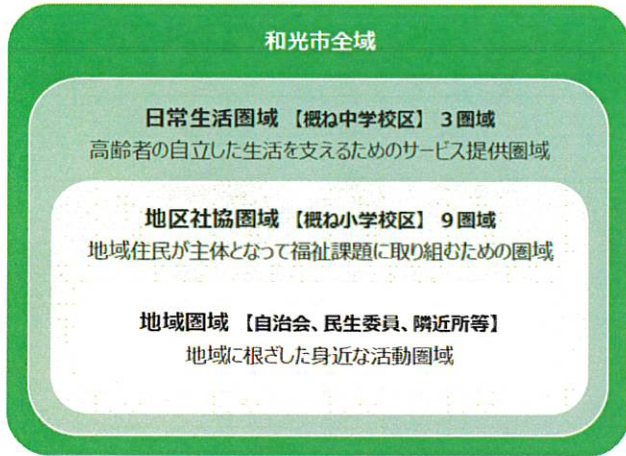 和光市全域
日常生活圏域 【概ね中学校区】 3圏域
高齢者の自立した生活を支えるためのサービス提供圏域
地区社協圏域 【概ね小学校区】 9圏域
地域住民が主体となって福祉課題に取り組むための圏域
地域圏域 【自治会、民生委員、隣近所等】
地域に根ざした身近な活動圏域